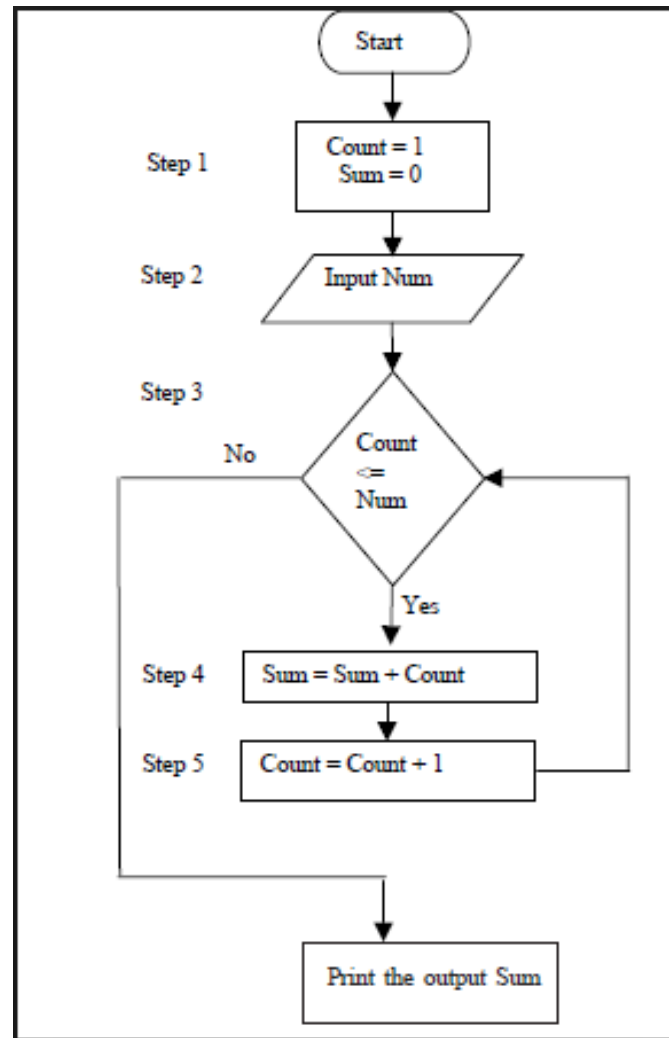 Start
Step 1
Count = 1
Sum = 0
Step 2
Input Num
Step 3
Count
<=
Num
No
Yes
Step 4
Sum = Sum + Count
Step 5
Count = Count + 1
Print the output Sum